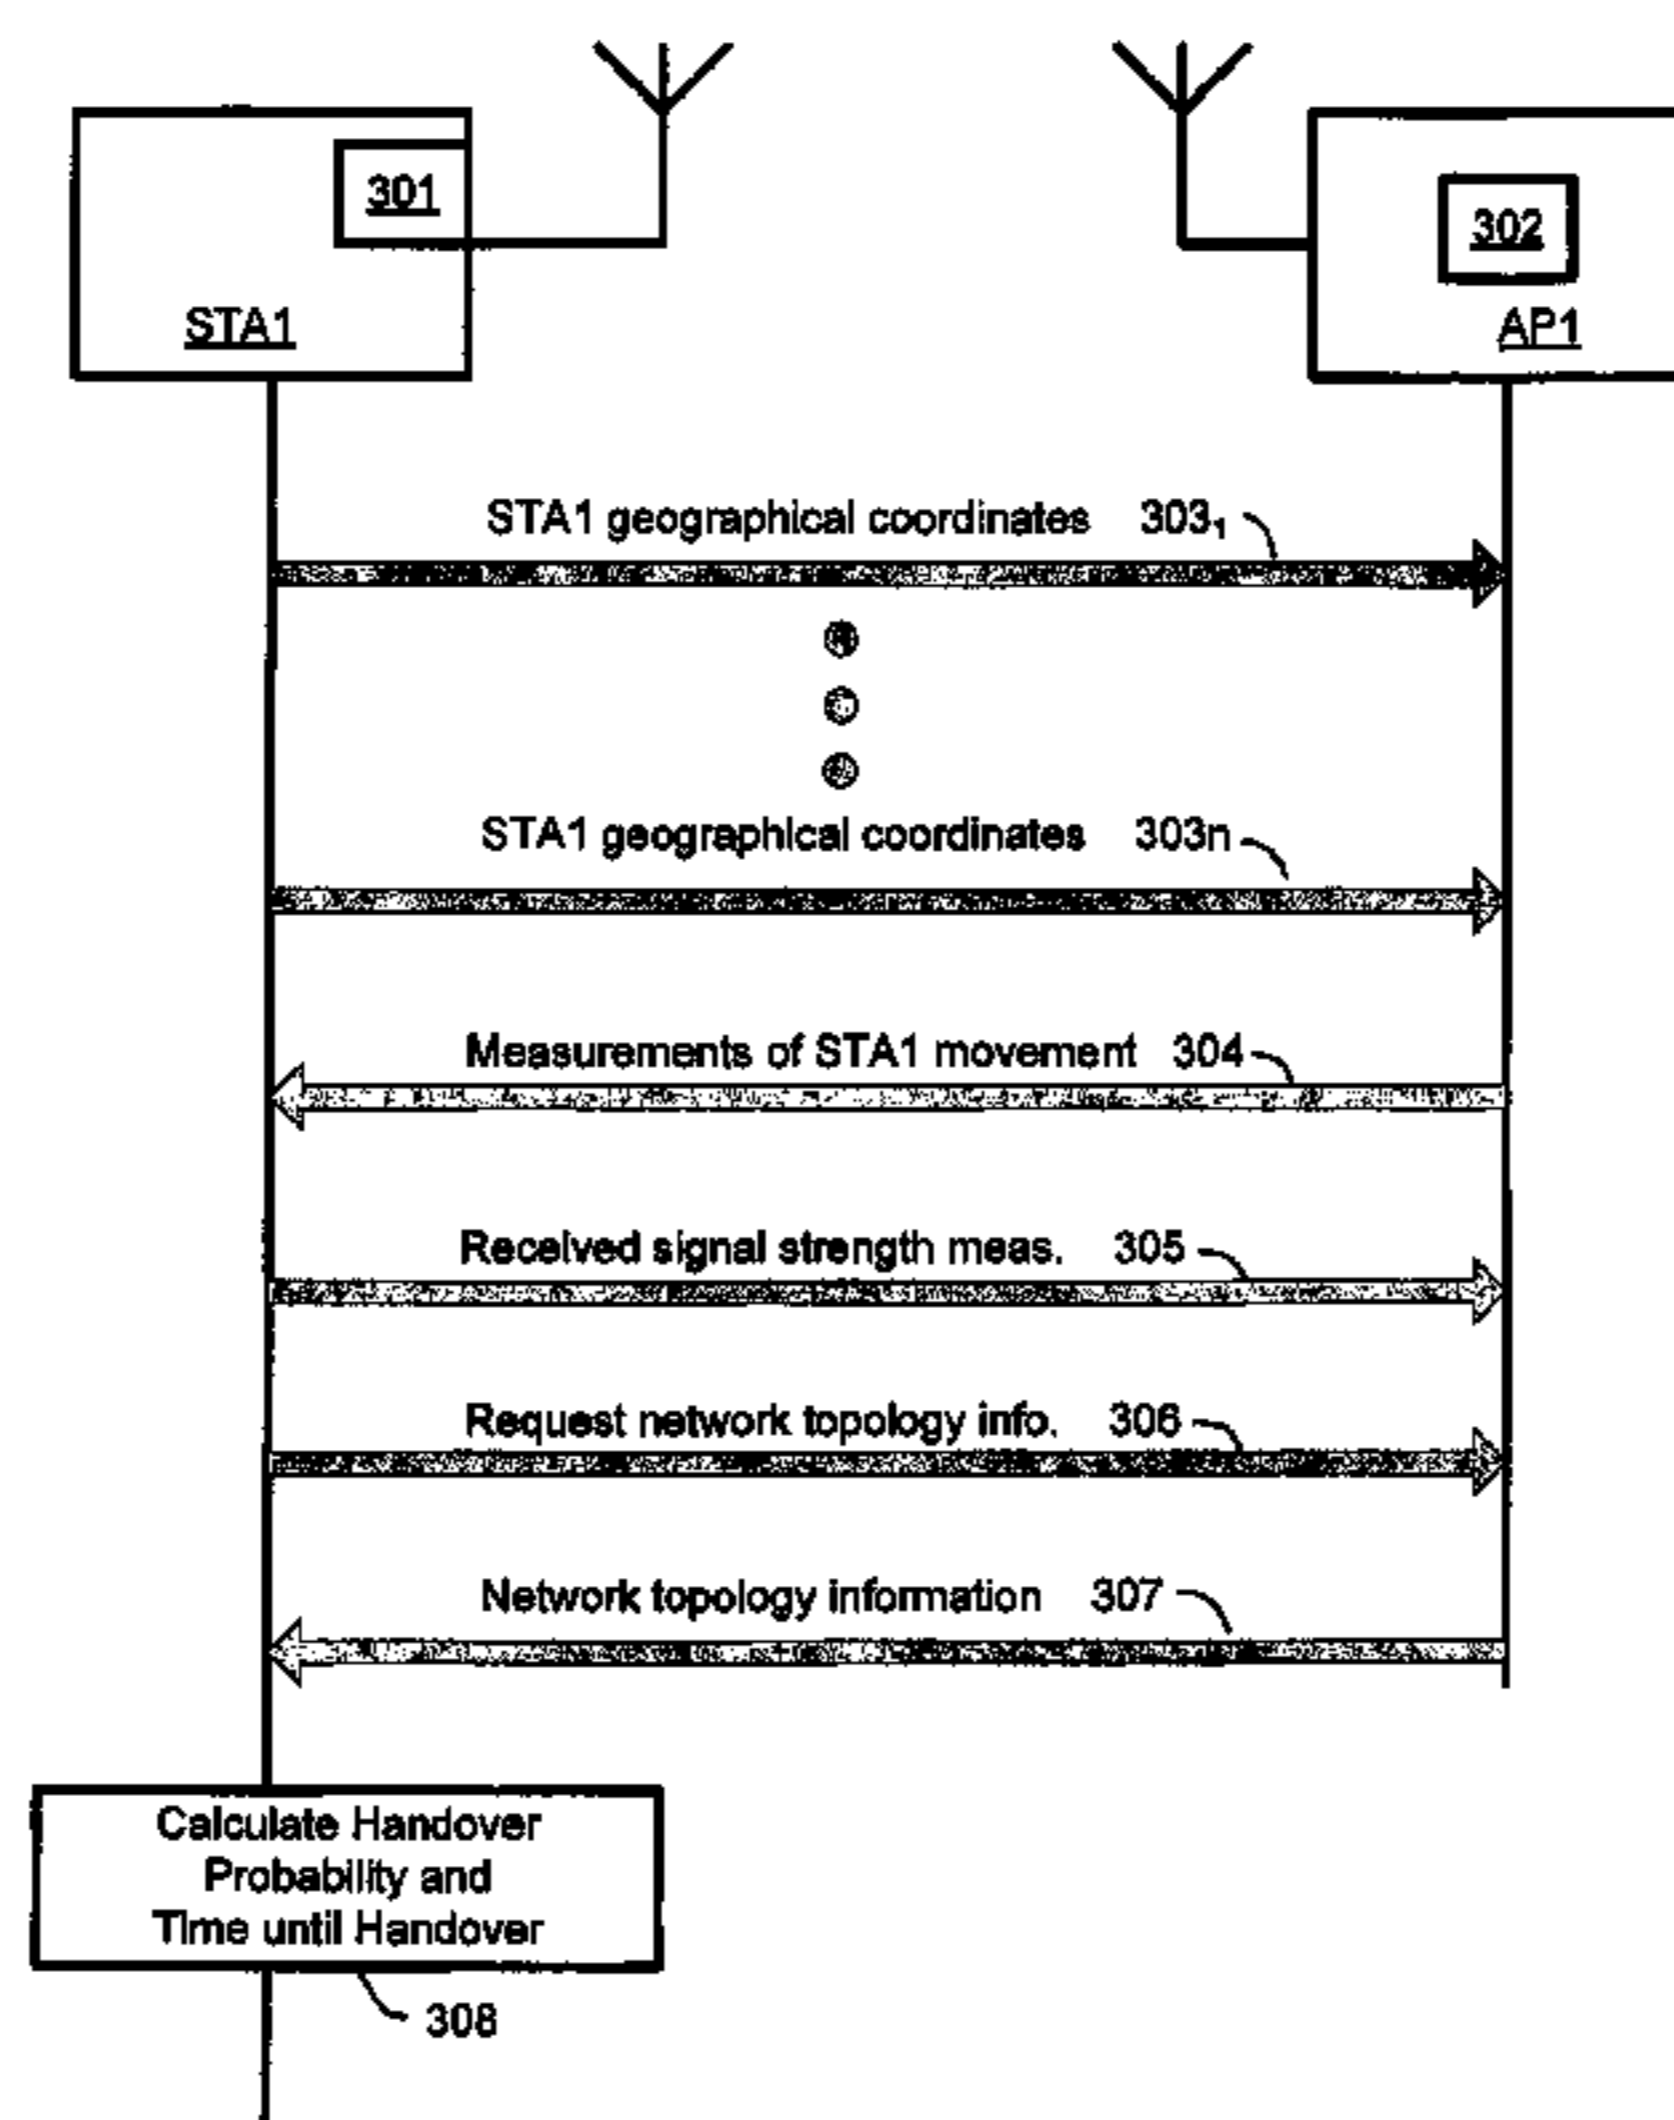 301
302
STA1
AP1
STA1 geographical coordinates 303₁
STA1 geographical coordinates 303n
Measurements of STA1 movement 304
Received signal strength meas. 305
Request network topology info. 306
Network topology information 307
Calculate Handover
Probability and
Time until Handover
308